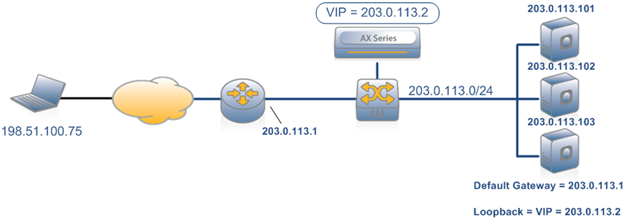 VIP = 203.0.113.2
AX Series
203.0.113.101
203.0.113.102
203.0.113.0/24
203.0.113.103
198.51.100.75
203.0.113.1
Default Gateway = 203.0.113.1
Loopback = VIP = 203.0.113.2